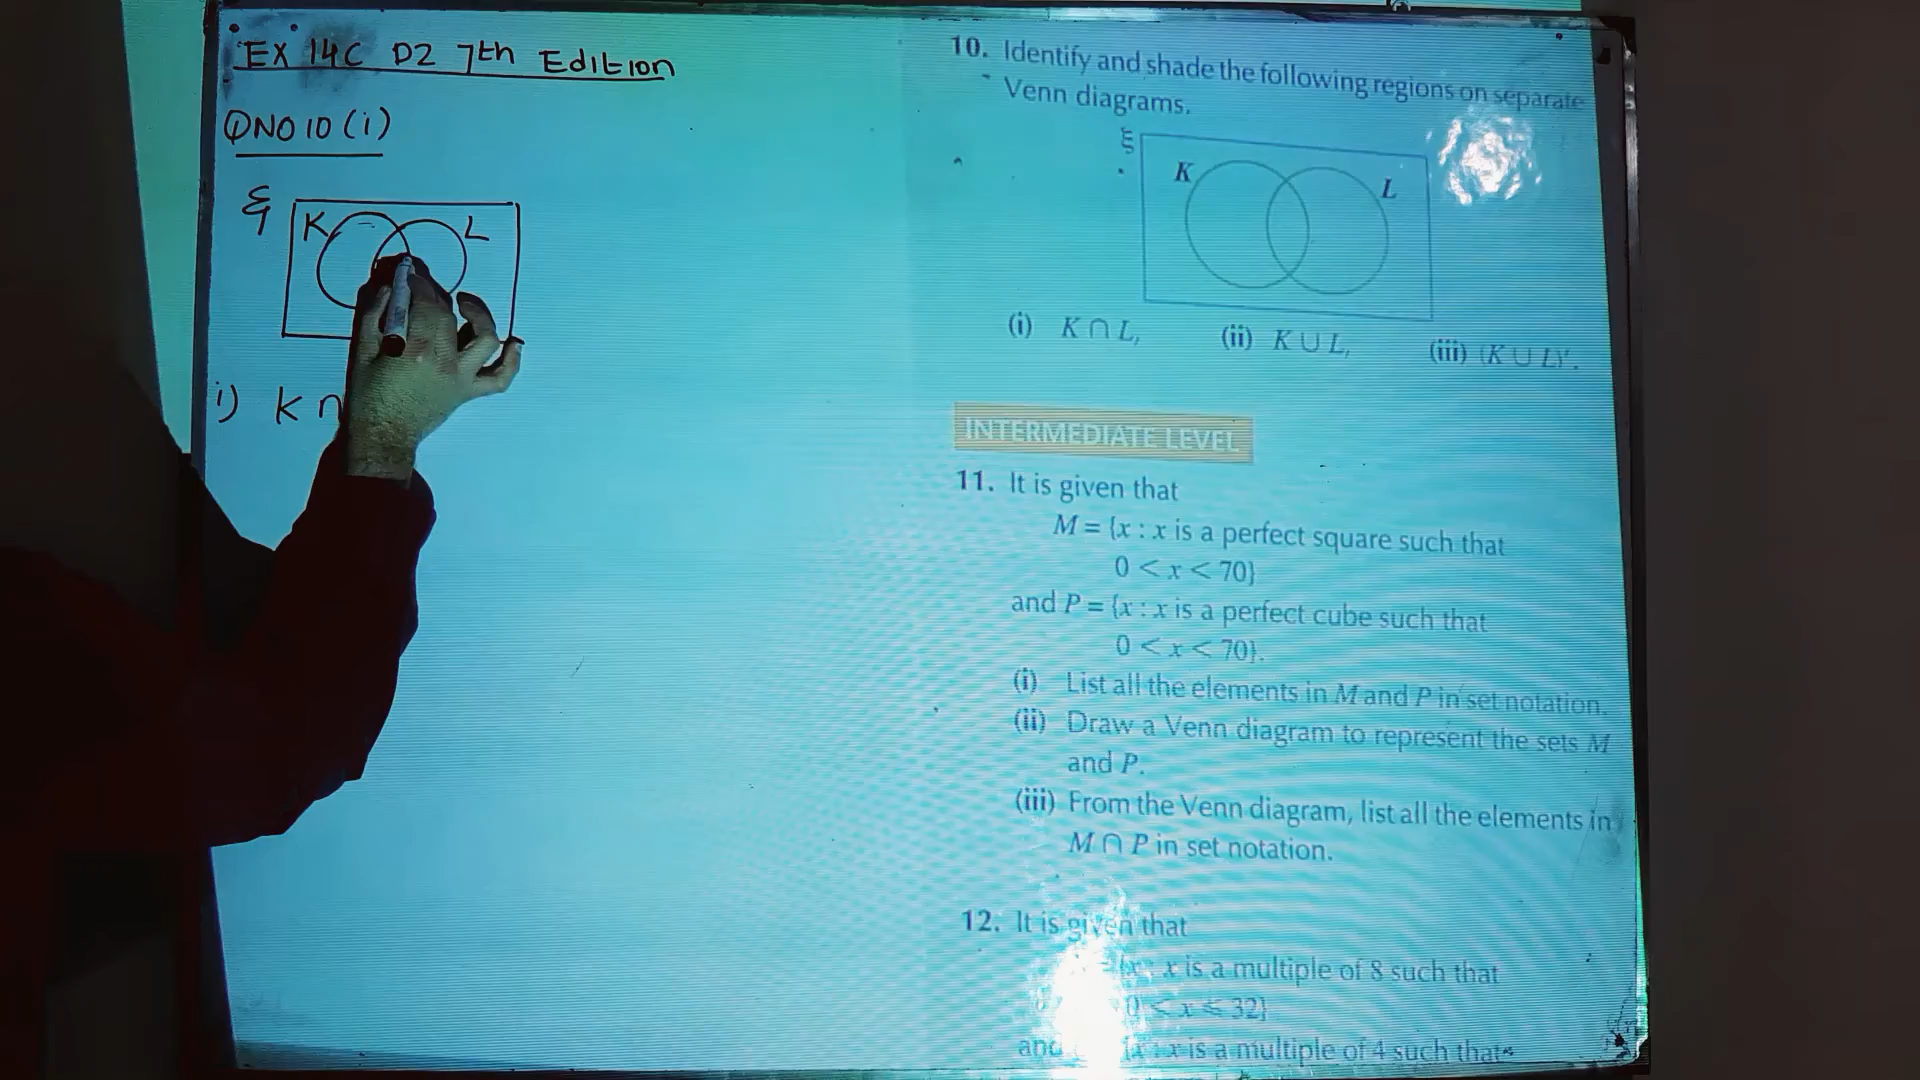 EX 14C D2 7th Edition
QNO 10 (i)
ξ
K L
i) K ∩
10. Identify and shade the following regions on separate
Venn diagrams.
ξ
K L
(i) K ∩ L, (ii) K ∪ L, (iii) (K ∪ L)′.
INTERMEDIATE LEVEL
11. It is given that
M = {x : x is a perfect square such that
0 < x < 70}
and P = {x : x is a perfect cube such that
0 < x < 70}.
(i) List all the elements in M and P in set notation.
(ii) Draw a Venn diagram to represent the sets M
and P.
(iii) From the Venn diagram, list all the elements in
M ∩ P in set notation.
12. It is given that
x is a multiple of 8 such that
0 < x ⩽ 32}
and {x : x is a multiple of 4 such that